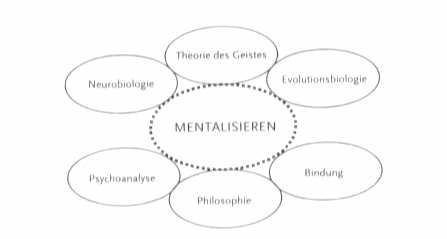 Theorie des Geistes
Neurobiologie
Evolutionsbiologie
MENTALISIEREN
Psychoanalyse
Bindung
Philosophie